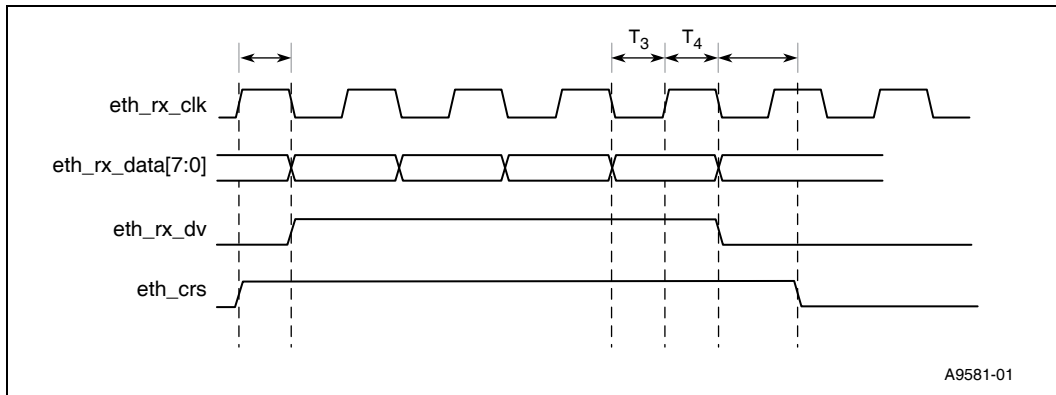 T3 T4
eth_rx_clk
eth_rx_data[7:0]
eth_rx_dv
eth_crs
A9581-01